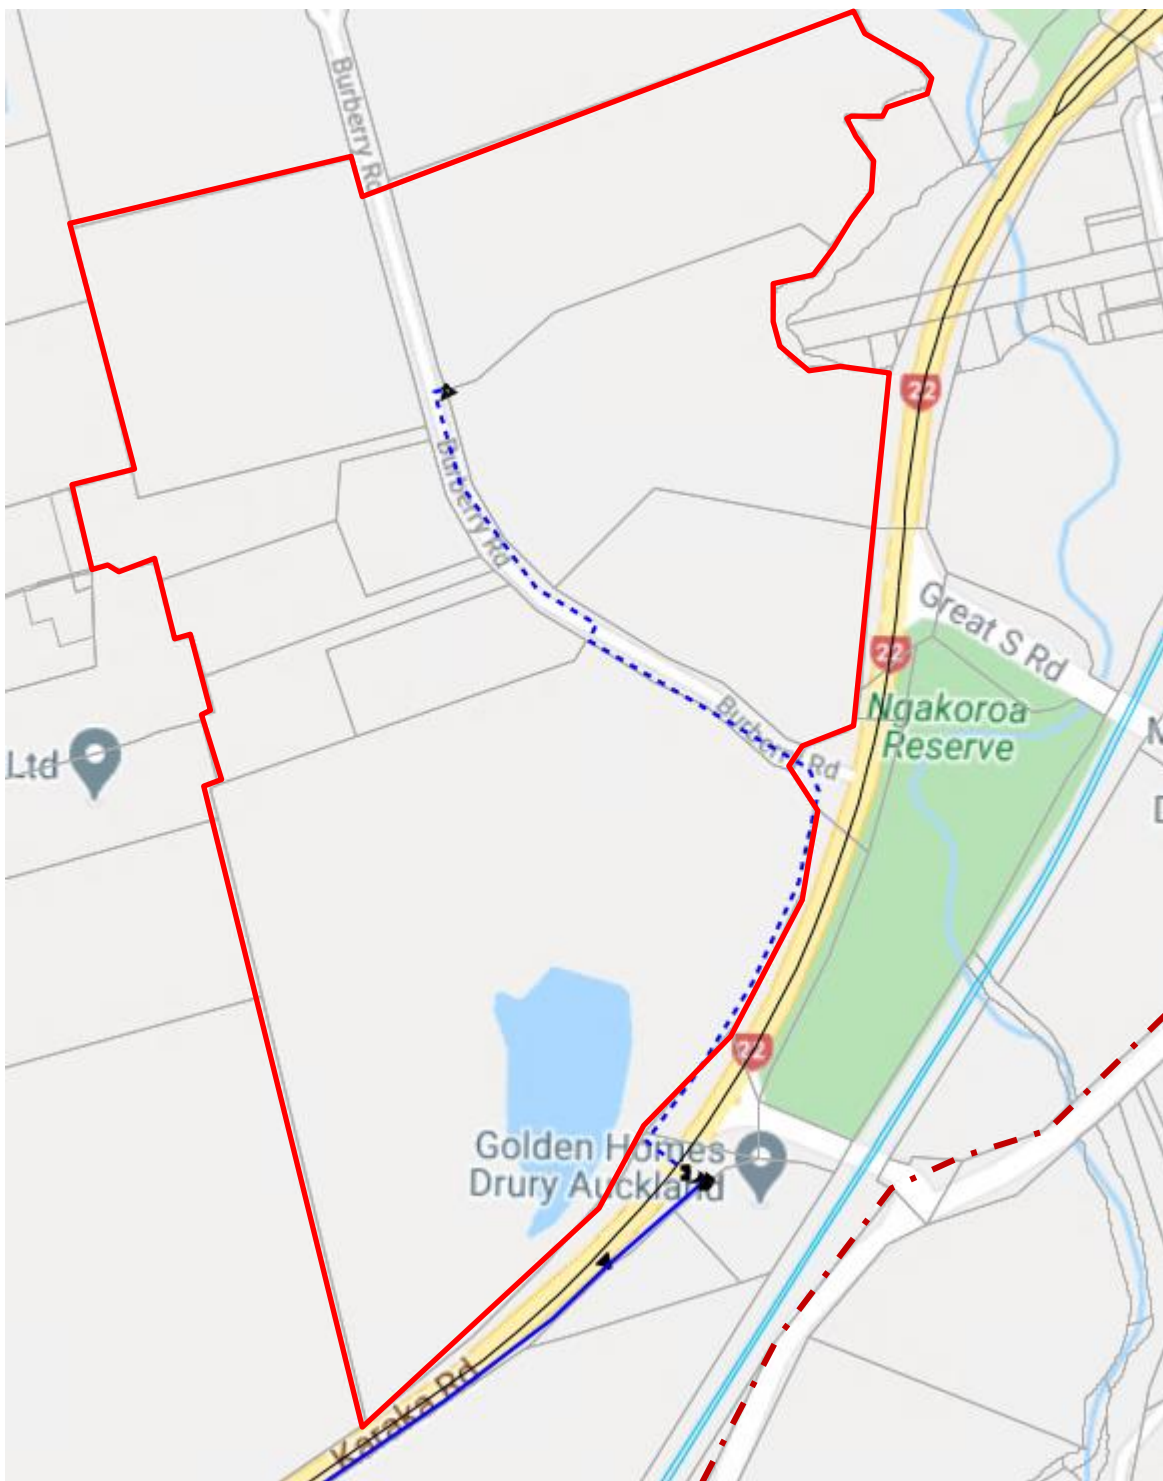 Burberry Rd
22
Burberry Rd
Great S Rd
22
Ngakoroa
Reserve
Burberry Rd
Ltd
22
Golden Homes
Drury Auckland
Karaka Rd